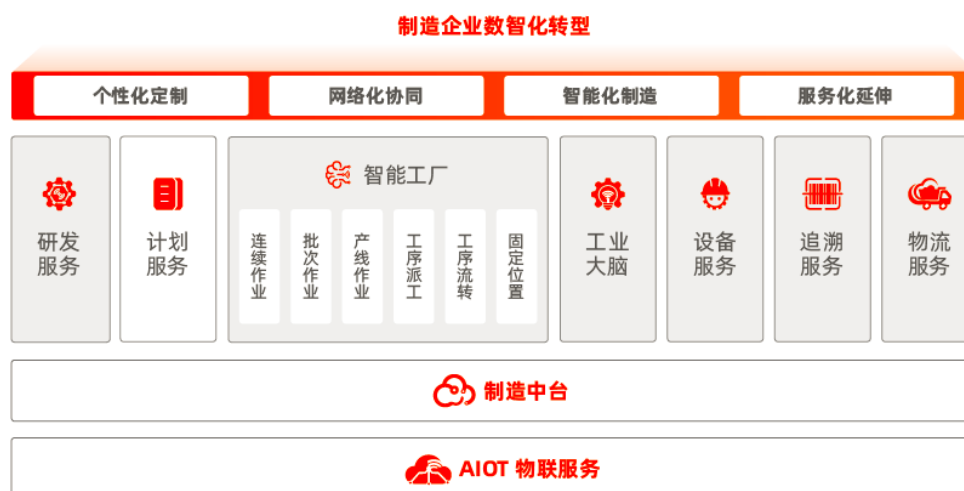 制造企业数智化转型
个性化定制
网络化协同
智能化制造
服务化延伸
研发
服务
计划
服务
智能工厂
连续作业
批次作业
产线作业
工序派工
工序流转
固定位置
工业
大脑
设备
服务
追溯
服务
物流
服务
制造中台
AIOT 物联服务